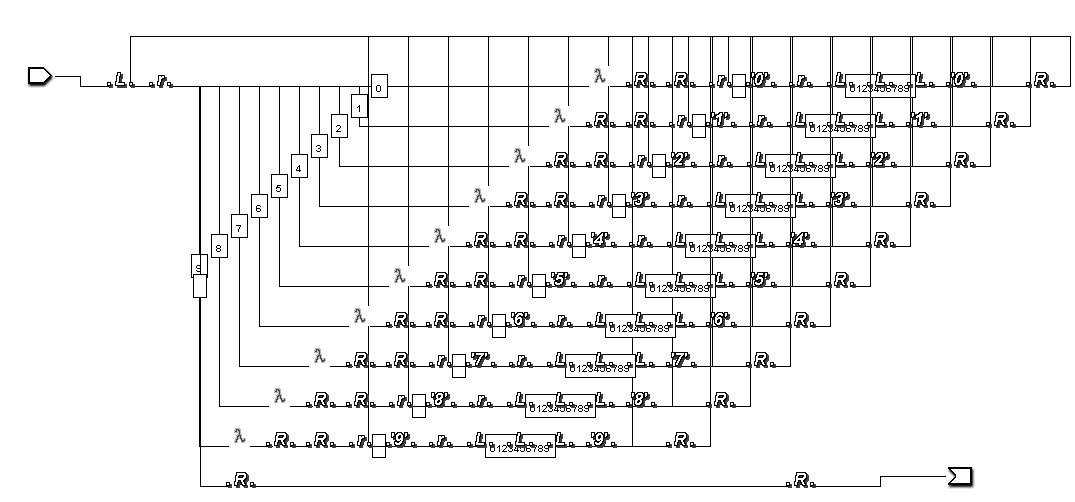 .L. .r. 0 λ .R. .R. .r. '0'. .r. .L. .L. .L. '0'. .R.
0123456789
1 λ .R. .R. .r. '1'. .r. .L. .L. .L. '1'. .R.
0123456789
2 λ .R. .R. .r. '2'. .r. .L. .L. .L. '2'. .R.
0123456789
3 λ .R. .R. .r. '3'. .r. .L. .L. .L. '3'. .R.
0123456789
4 λ .R. .R. .r. '4'. .r. .L. .L. .L. '4'. .R.
0123456789
5 λ .R. .R. .r. '5'. .r. .L. .L. .L. '5'. .R.
0123456789
6 λ .R. .R. .r. '6'. .r. .L. .L. .L. '6'. .R.
0123456789
7 λ .R. .R. .r. '7'. .r. .L. .L. .L. '7'. .R.
0123456789
8 λ .R. .R. .r. '8'. .r. .L. .L. .L. '8'. .R.
0123456789
9 λ .R. .R. .r. '9'. .r. .L. .L. .L. '9'. .R.
0123456789
.R. .R.